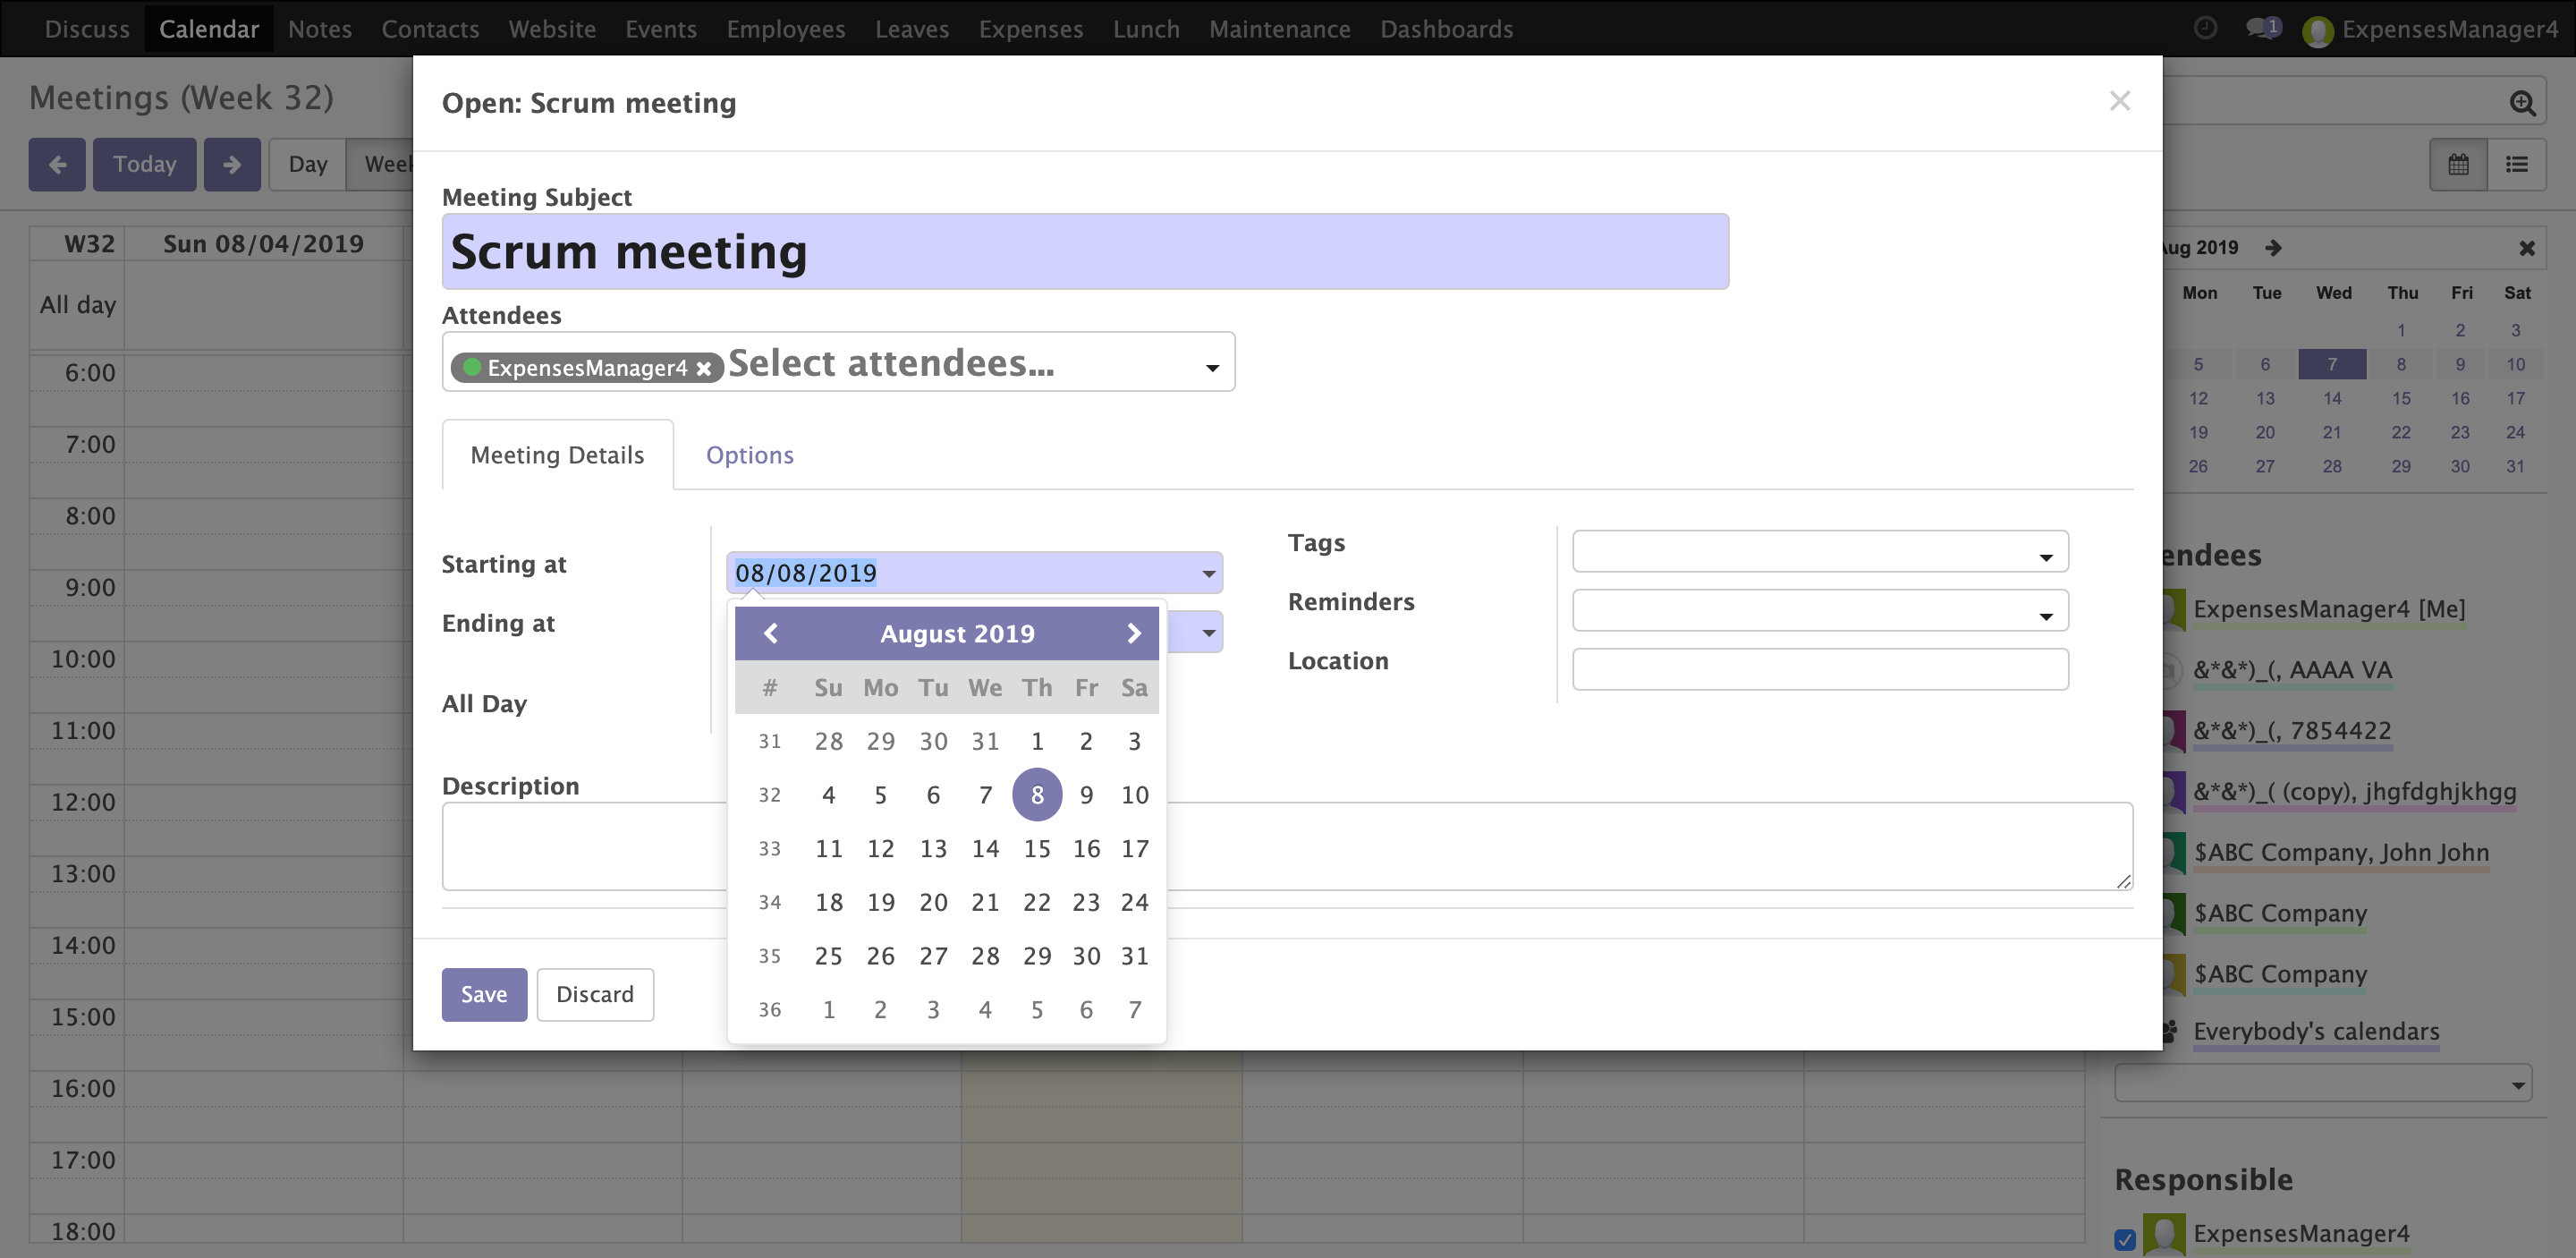 Discuss Calendar Notes Contacts Website Events Employees Leaves Expenses Lunch Maintenance Dashboards 1 ExpensesManager4
Meetings (Week 32)
Today Day Week
W32 Sun 08/04/2019
All day
6:00
7:00
8:00
9:00
10:00
11:00
12:00
13:00
14:00
15:00
16:00
17:00
18:00
Open: Scrum meeting
Meeting Subject
Scrum meeting
Attendees
ExpensesManager4 Select attendees...
Meeting Details Options
Starting at 08/08/2019
Ending at
All Day
Description
Tags
Reminders
Location
August 2019
# Su Mo Tu We Th Fr Sa
31 28 29 30 31 1 2 3
32 4 5 6 7 8 9 10
33 11 12 13 14 15 16 17
34 18 19 20 21 22 23 24
35 25 26 27 28 29 30 31
36 1 2 3 4 5 6 7
Save Discard
Aug 2019
Mon Tue Wed Thu Fri Sat
1 2 3
5 6 7 8 9 10
12 13 14 15 16 17
19 20 21 22 23 24
26 27 28 29 30 31
endees
ExpensesManager4 [Me]
&*&*)_(, AAAA VA
&*&*)_(, 7854422
&*&*)_( (copy), jhgfdghjkhgg
$ABC Company, John John
$ABC Company
$ABC Company
Everybody's calendars
Responsible
ExpensesManager4